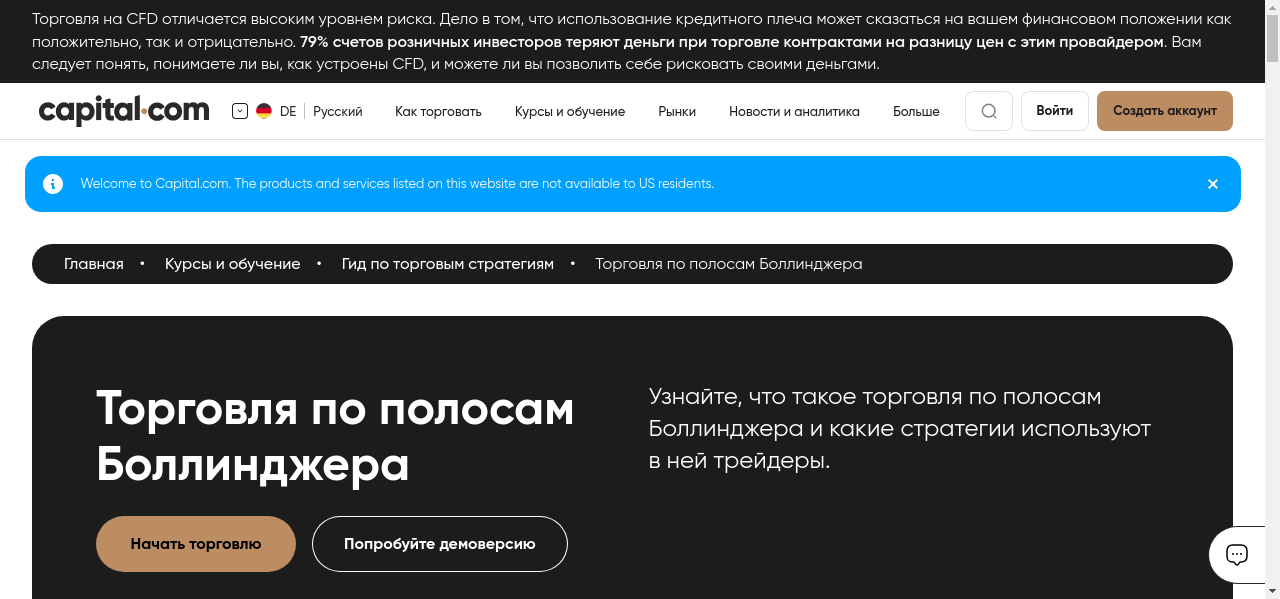 Торговля на CFD отличается высоким уровнем риска. Дело в том, что использование кредитного плеча может сказаться на вашем финансовом положении как
положительно, так и отрицательно. 79% счетов розничных инвесторов теряют деньги при торговле контрактами на разницу цен с этим провайдером. Вам
следует понять, понимаете ли вы, как устроены CFD, и можете ли вы позволить себе рисковать своими деньгами.
capital.com DE Русский Как торговать Курсы и обучение Рынки Новости и аналитика Больше Войти Создать аккаунт
Welcome to Capital.com. The products and services listed on this website are not available to US residents.
Главная • Курсы и обучение • Гид по торговым стратегиям • Торговля по полосам Боллинджера
Торговля по полосам
Боллинджера
Узнайте, что такое торговля по полосам
Боллинджера и какие стратегии используют
в ней трейдеры.
Начать торговлю Попробуйте демоверсию